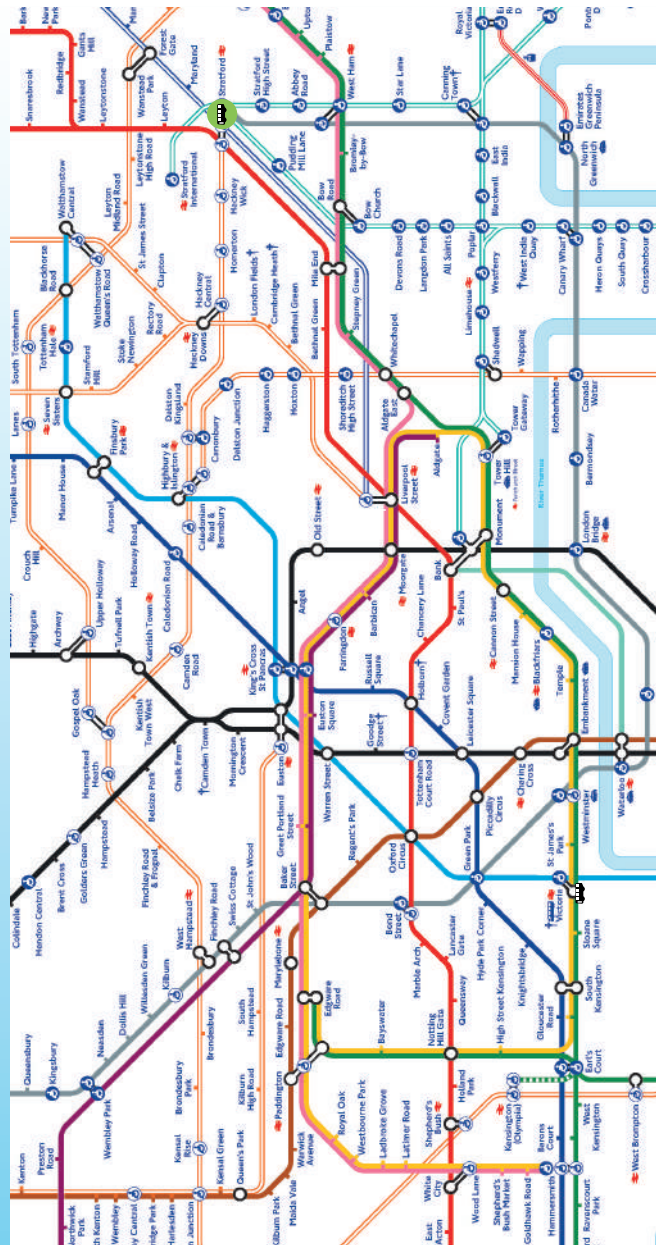 Northwick
Park
Preston
Road
Kenton
Wembley Park
Neasden
Kingsbury
Queensbury
Dollis Hill
Willesden Green
Kilburn
West
Hampstead
Finchley Road
Swiss Cottage
St John's Wood
Colindale
Hendon Central
Brent Cross
Golders Green
Hampstead
Belsize Park
Chalk Farm
Camden Town
Mornington
Crescent
Finchley Road
& Frognal
Hampstead
Heath
Gospel Oak
Kentish
Town West
Highgate
Archway
Upper Holloway
Tufnell Park
Kentish Town
Camden
Road
Crouch
Hill
Turnpike Lane
Manor House
Finsbury
Park
Arsenal
Holloway Road
Caledonian Road
Caledonian
Road &
Barnsbury
Highbury &
Islington
Canonbury
Dalston
Kingsland
Dalston Junction
Haggerston
Hoxton
Shoreditch
High Street
Seven
Sisters
South Tottenham
Tottenham
Hale
Stamford
Hill
Stoke
Newington
Rectory
Road
Blackhorse
Road
Walthamstow
Central
Walthamstow
Queen's Road
St James Street
Clapton
Hackney
Downs
Hackney
Central
London Fields
Cambridge Heath
Bethnal Green
Homerton
Hackney
Wick
Leyton
Midland Road
Leytonstone
High Road
Snaresbrook
Redbridge
Gants
Hill
Wanstead
Leytonstone
Leyton
Wanstead
Park
Forest
Gate
Maryland
Stratford
International
Stratford
Stratford
High Street
Abbey
Road
West Ham
Plaistow
Star Lane
Canning
Town
Royal
Victoria
Emirates
Greenwich
Peninsula
North
Greenwich
Pudding
Mill Lane
Bow
Road
Bow
Church
Bromley-
by-Bow
Mile End
Stepney Green
Bethnal Green
Whitechapel
Devons Road
Langdon Park
All Saints
Poplar
Blackwall
East
India
Westferry
West India
Quay
Canary Wharf
Heron Quays
South Quay
Crossharbour
Limehouse
Shadwell
Wapping
Rotherhithe
Canada
Water
Bermondsey
London
Bridge
River Thames
Aldgate
East
Aldgate
Tower
Gateway
Tower
Hill
Liverpool
Street
Old Street
Moorgate
Bank
Monument
Angel
Barbican
Farringdon
King's Cross
St Pancras
Euston
Euston
Square
Warren Street
Great Portland
Street
Regent's Park
Baker
Street
Russell
Square
Goodge
Street
Tottenham
Court Road
Holborn
Chancery Lane
St Paul's
Covent Garden
Leicester Square
Cannon Street
Mansion House
Blackfriars
Temple
Embankment
Charing
Cross
Piccadilly
Circus
Oxford
Circus
Bond
Street
Green Park
Westminster
Waterloo
St James's
Park
Victoria
Sloane
Square
South
Kensington
Hyde Park Corner
Knightsbridge
Gloucester
Road
Earl's
Court
Marble Arch
Lancaster
Gate
Queensway
Notting
Hill Gate
High Street Kensington
Bayswater
Edgware
Road
Marylebone
Edgware Road
Paddington
Warwick
Avenue
Maida Vale
Kilburn Park
Queen's Park
Kilburn
High Road
South
Hampstead
Kensal Green
Kensal
Rise
Brondesbury
Park
Brondesbury
Royal Oak
Westbourne Park
Ladbroke Grove
Latimer Road
Holland
Park
Shepherd's
Bush
White
City
East
Acton
Wood Lane
Shepherd's
Bush Market
Goldhawk Road
Hammersmith
Ravenscourt
Park
Barons
Court
West
Kensington
Kensington
(Olympia)
West Brompton